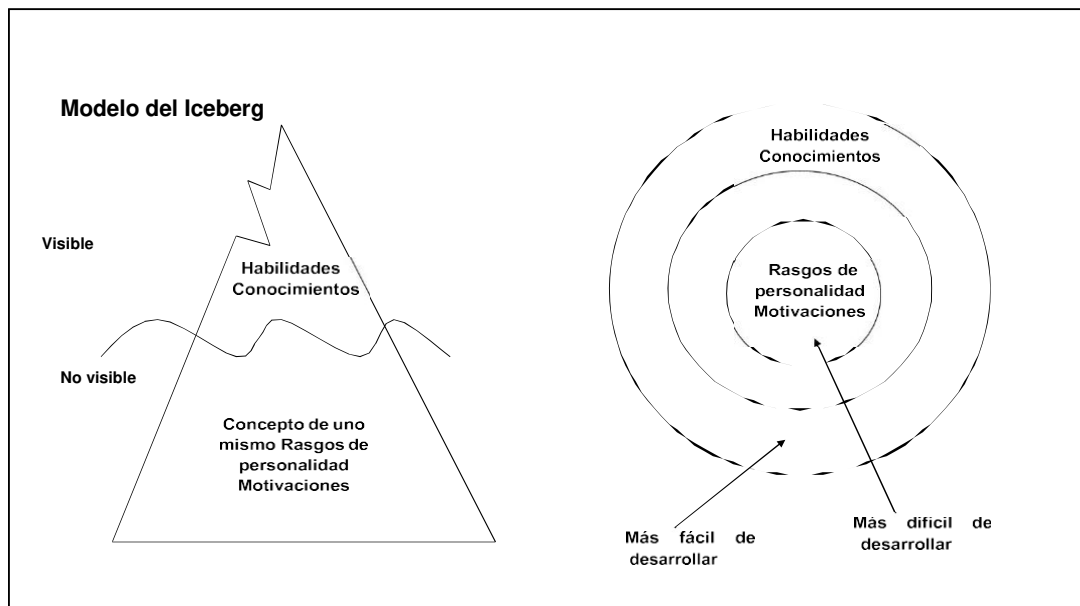 Modelo del Iceberg
Visible
Habilidades
Conocimientos
No visible
Concepto de uno
mismo Rasgos de
personalidad
Motivaciones
Habilidades
Conocimientos
Rasgos de
personalidad
Motivaciones
Más fácil de
desarrollar
Más difícil de
desarrollar